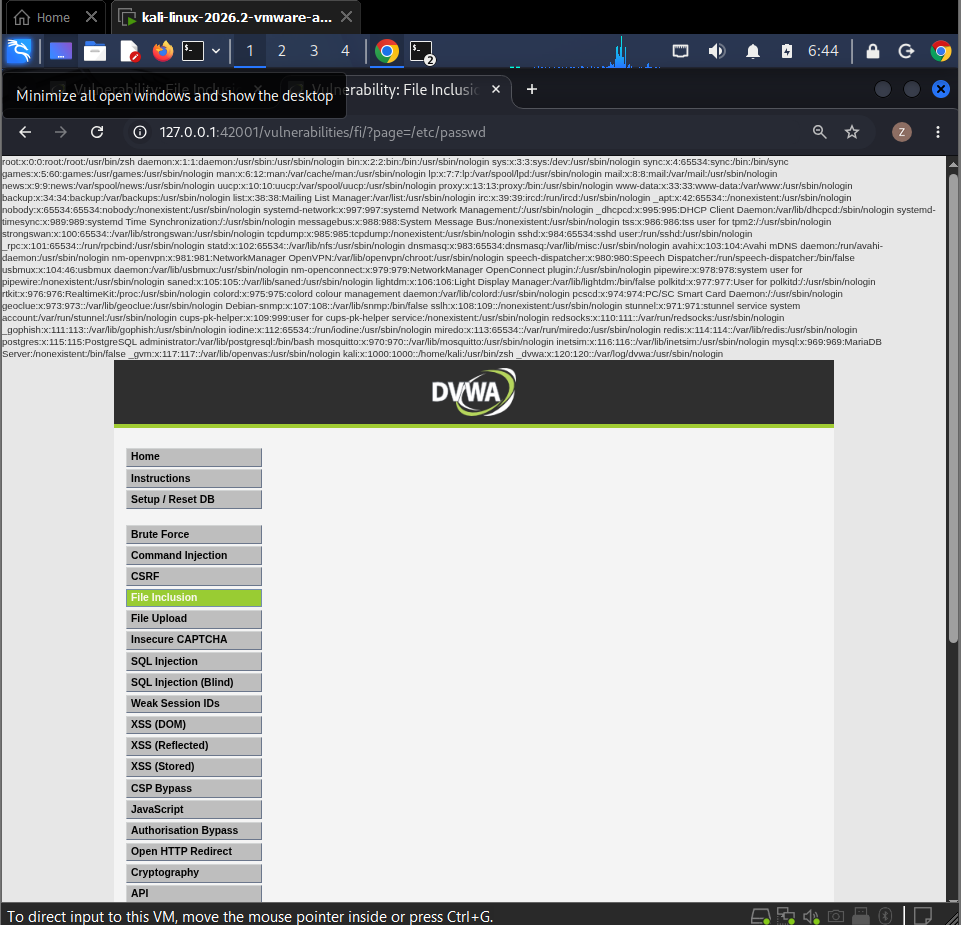 Home
kali-linux-2026.2-vmware-a...
1 2 3 4
2
6:44
Minimize all open windows and show the desktop
Vulnerability: File Inclusio
127.0.0.1:42001/vulnerabilities/fi/?page=/etc/passwd
Z
root:x:0:0:root:/root:/usr/bin/zsh daemon:x:1:1:daemon:/usr/sbin:/usr/sbin/nologin bin:x:2:2:bin:/bin:/usr/sbin/nologin sys:x:3:3:sys:/dev:/usr/sbin/nologin sync:x:4:65534:sync:/bin:/bin/sync
games:x:5:60:games:/usr/games:/usr/sbin/nologin man:x:6:12:man:/var/cache/man:/usr/sbin/nologin lp:x:7:7:lp:/var/spool/lpd:/usr/sbin/nologin mail:x:8:8:mail:/var/mail:/usr/sbin/nologin
news:x:9:9:news:/var/spool/news:/usr/sbin/nologin uucp:x:10:10:uucp:/var/spool/uucp:/usr/sbin/nologin proxy:x:13:13:proxy:/bin:/usr/sbin/nologin www-data:x:33:33:www-data:/var/www:/usr/sbin/nologin
backup:x:34:34:backup:/var/backups:/usr/sbin/nologin list:x:38:38:Mailing List Manager:/var/list:/usr/sbin/nologin irc:x:39:39:ircd:/run/ircd:/usr/sbin/nologin _apt:x:42:65534::/nonexistent:/usr/sbin/nologin
nobody:x:65534:65534:nobody:/nonexistent:/usr/sbin/nologin systemd-network:x:997:997:systemd Network Management:/:/usr/sbin/nologin _dhcpcd:x:995:995:DHCP Client Daemon:/var/lib/dhcpcd:/sbin/nologin systemd-
timesync:x:989:989:systemd Time Synchronization:/:/usr/sbin/nologin messagebus:x:988:988:System Message Bus:/nonexistent:/usr/sbin/nologin tss:x:986:986:tss user for tpm2:/:/usr/sbin/nologin
strongswan:x:100:65534::/var/lib/strongswan:/usr/sbin/nologin tcpdump:x:985:985:tcpdump:/nonexistent:/usr/sbin/nologin sshd:x:984:65534:sshd user:/run/sshd:/usr/sbin/nologin
_rpc:x:101:65534::/run/rpcbind:/usr/sbin/nologin statd:x:102:65534::/var/lib/nfs:/usr/sbin/nologin dnsmasq:x:983:65534:dnsmasq:/var/lib/misc:/usr/sbin/nologin avahi:x:103:104:Avahi mDNS daemon:/run/avahi-
daemon:/usr/sbin/nologin nm-openvpn:x:981:981:NetworkManager OpenVPN:/var/lib/openvpn/chroot:/usr/sbin/nologin speech-dispatcher:x:980:980:Speech Dispatcher:/run/speech-dispatcher:/bin/false
usbmux:x:104:46:usbmux daemon:/var/lib/usbmux:/usr/sbin/nologin nm-openconnect:x:979:979:NetworkManager OpenConnect plugin:/:/usr/sbin/nologin pipewire:x:978:978:system user for
pipewire:/nonexistent:/usr/sbin/nologin saned:x:105:105::/var/lib/saned:/usr/sbin/nologin lightdm:x:106:106:Light Display Manager:/var/lib/lightdm:/bin/false polkitd:x:977:977:User for polkitd:/:/usr/sbin/nologin
rtkit:x:976:976:RealtimeKit:/proc:/usr/sbin/nologin colord:x:975:975:colord colour management daemon:/var/lib/colord:/usr/sbin/nologin pcscd:x:974:974:PC/SC Smart Card Daemon:/:/usr/sbin/nologin
geoclue:x:973:973::/var/lib/geoclue:/usr/sbin/nologin Debian-snmp:x:107:108::/var/lib/snmp:/bin/false sslh:x:108:109::/nonexistent:/usr/sbin/nologin stunnel:x:971:971:stunnel service system
account:/var/run/stunnel:/usr/sbin/nologin cups-pk-helper:x:109:999:user for cups-pk-helper service:/nonexistent:/usr/sbin/nologin redsocks:x:110:111::/var/run/redsocks:/usr/sbin/nologin
_gophish:x:111:113::/var/lib/gophish:/usr/sbin/nologin iodine:x:112:65534::/run/iodine:/usr/sbin/nologin miredo:x:113:65534::/var/run/miredo:/usr/sbin/nologin redis:x:114:114::/var/lib/redis:/usr/sbin/nologin
postgres:x:115:115:PostgreSQL administrator:/var/lib/postgresql:/bin/bash mosquitto:x:970:970::/var/lib/mosquitto:/usr/sbin/nologin inetsim:x:116:116::/var/lib/inetsim:/usr/sbin/nologin mysql:x:969:969:MariaDB
Server:/nonexistent:/bin/false _gvm:x:117:117::/var/lib/openvas:/usr/sbin/nologin kali:x:1000:1000::/home/kali:/usr/bin/zsh _dvwa:x:120:120::/var/log/dvwa:/usr/sbin/nologin
DVWA
Home
Instructions
Setup / Reset DB
Brute Force
Command Injection
CSRF
File Inclusion
File Upload
Insecure CAPTCHA
SQL Injection
SQL Injection (Blind)
Weak Session IDs
XSS (DOM)
XSS (Reflected)
XSS (Stored)
CSP Bypass
JavaScript
Authorisation Bypass
Open HTTP Redirect
Cryptography
API
To direct input to this VM, move the mouse pointer inside or press Ctrl+G.